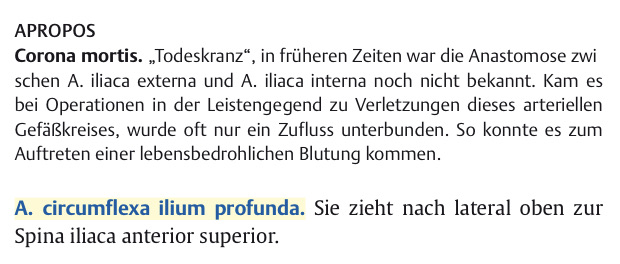 APROPOS
Corona mortis. „Todeskranz“, in früheren Zeiten war die Anastomose zwi
schen A. iliaca externa und A. iliaca interna noch nicht bekannt. Kam es
bei Operationen in der Leistengegend zu Verletzungen dieses arteriellen
Gefäßkreises, wurde oft nur ein Zufluss unterbunden. So konnte es zum
Auftreten einer lebensbedrohlichen Blutung kommen.
A. circumflexa ilium profunda. Sie zieht nach lateral oben zur
Spina iliaca anterior superior.